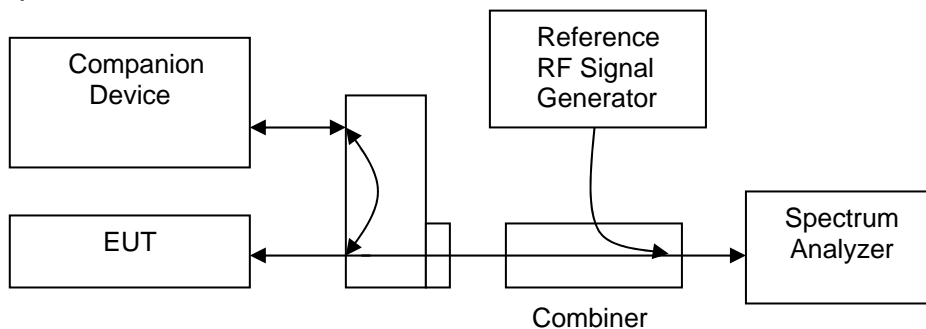 Companion
Device
Reference
RF Signal
Generator
EUT
Spectrum
Analyzer
Combiner